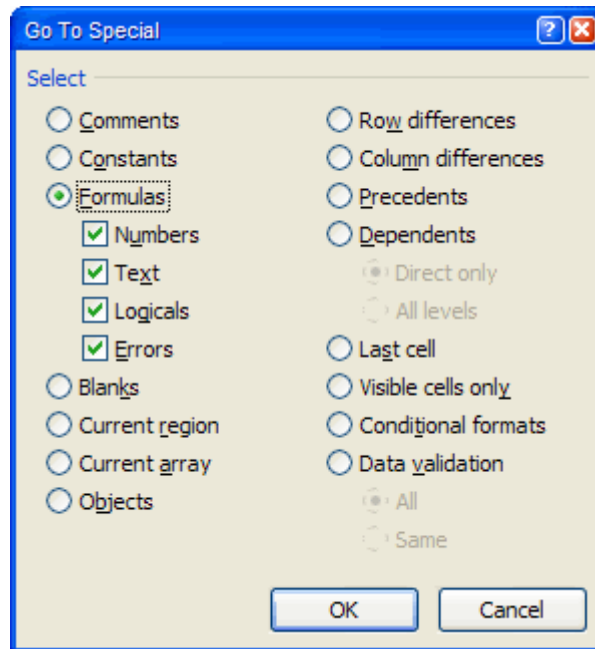 Go To Special
Select
Comments
Constants
Formulas
Numbers
Text
Logicals
Errors
Blanks
Current region
Current array
Objects
Row differences
Column differences
Precedents
Dependents
Direct only
All levels
Last cell
Visible cells only
Conditional formats
Data validation
All
Same
OK
Cancel